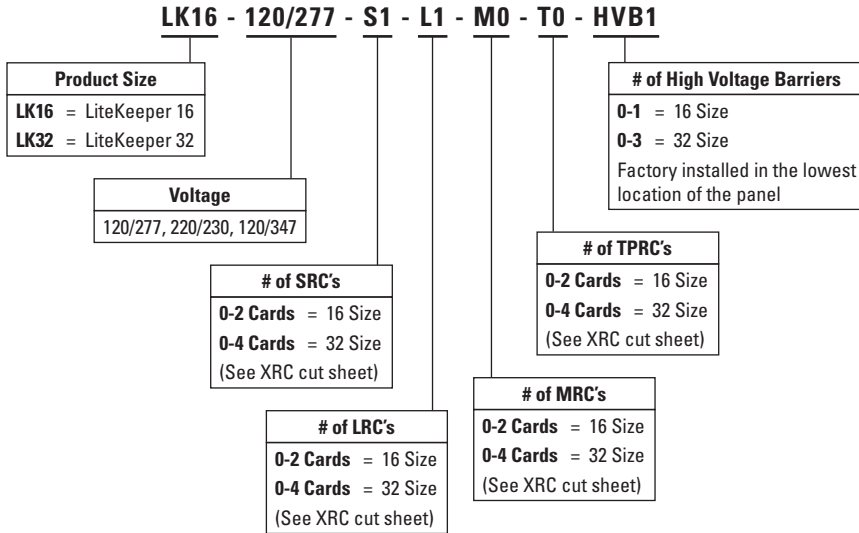 LK16 - 120/277 - S1 - L1 - M0 - T0 - HVB1
Product Size
LK16 = LiteKeeper 16
LK32 = LiteKeeper 32
# of High Voltage Barriers
0-1 = 16 Size
0-3 = 32 Size
Factory installed in the lowest
location of the panel
Voltage
120/277, 220/230, 120/347
# of TPRC's
0-2 Cards = 16 Size
0-4 Cards = 32 Size
(See XRC cut sheet)
# of SRC's
0-2 Cards = 16 Size
0-4 Cards = 32 Size
(See XRC cut sheet)
# of MRC's
0-2 Cards = 16 Size
0-4 Cards = 32 Size
(See XRC cut sheet)
# of LRC's
0-2 Cards = 16 Size
0-4 Cards = 32 Size
(See XRC cut sheet)